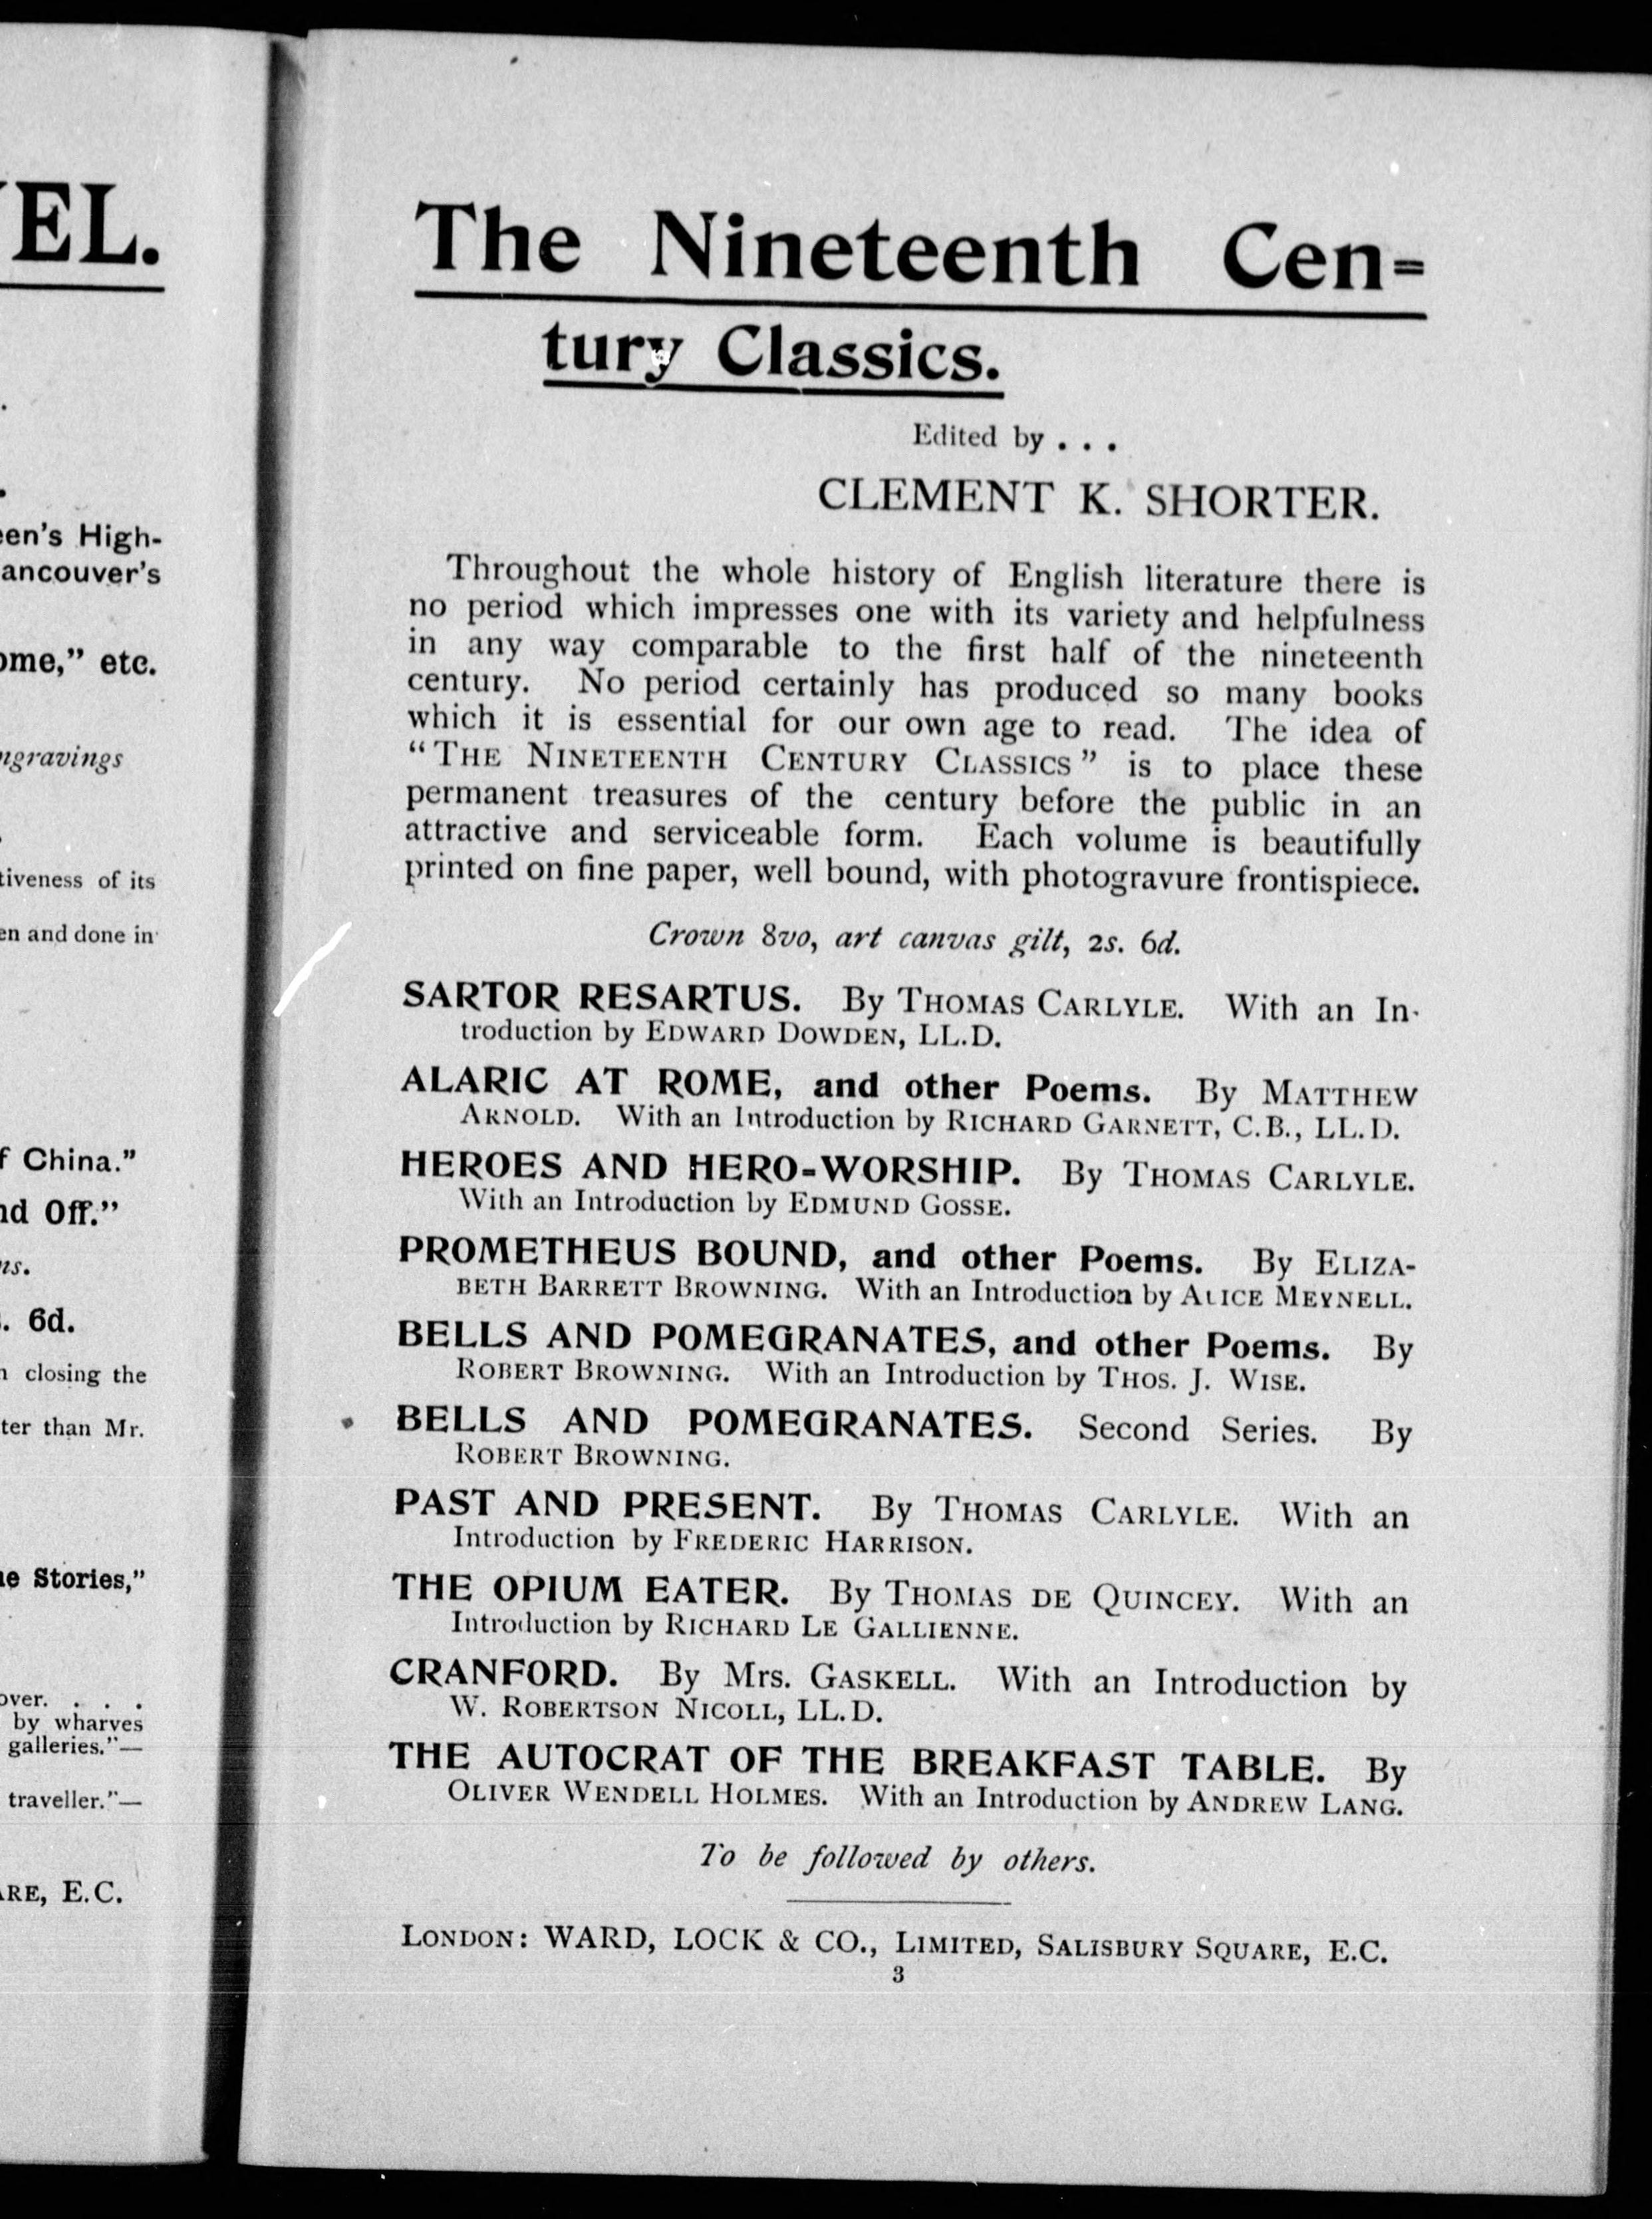 EL.
een's High-
ancouver's
ome," etc.
ngravings
tiveness of its
en and done in
f China."
nd Off."
ns.
. 6d.
closing the
ter than Mr.
e Stories,"
over. . . .
by wharves
galleries."—
traveller."—
RE, E.C.
The Nineteenth Cen=
tury Classics.
Edited by . . .
CLEMENT K. SHORTER.
Throughout the whole history of English literature there is
no period which impresses one with its variety and helpfulness
in any way comparable to the first half of the nineteenth
century. No period certainly has produced so many books
which it is essential for our own age to read. The idea of
"THE NINETEENTH CENTURY CLASSICS" is to place these
permanent treasures of the century before the public in an
attractive and serviceable form. Each volume is beautifully
printed on fine paper, well bound, with photogravure frontispiece.
Crown 8vo, art canvas gilt, 2s. 6d.
SARTOR RESARTUS. By THOMAS CARLYLE. With an In-
troduction by EDWARD DOWDEN, LL.D.
ALARIC AT ROME, and other Poems. By MATTHEW
ARNOLD. With an Introduction by RICHARD GARNETT, C.B., LL.D.
HEROES AND HERO-WORSHIP. By THOMAS CARLYLE.
With an Introduction by EDMUND GOSSE.
PROMETHEUS BOUND, and other Poems. By ELIZA-
BETH BARRETT BROWNING. With an Introduction by ALICE MEYNELL.
BELLS AND POMEGRANATES, and other Poems. By
ROBERT BROWNING. With an Introduction by THOS. J. WISE.
BELLS AND POMEGRANATES. Second Series. By
ROBERT BROWNING.
PAST AND PRESENT. By THOMAS CARLYLE. With an
Introduction by FREDERIC HARRISON.
THE OPIUM EATER. By THOMAS DE QUINCEY. With an
Introduction by RICHARD LE GALLIENNE.
CRANFORD. By Mrs. GASKELL. With an Introduction by
W. ROBERTSON NICOLL, LL.D.
THE AUTOCRAT OF THE BREAKFAST TABLE. By
OLIVER WENDELL HOLMES. With an Introduction by ANDREW LANG.
To be followed by others.
LONDON: WARD, LOCK & CO., LIMITED, SALISBURY SQUARE, E.C.
3